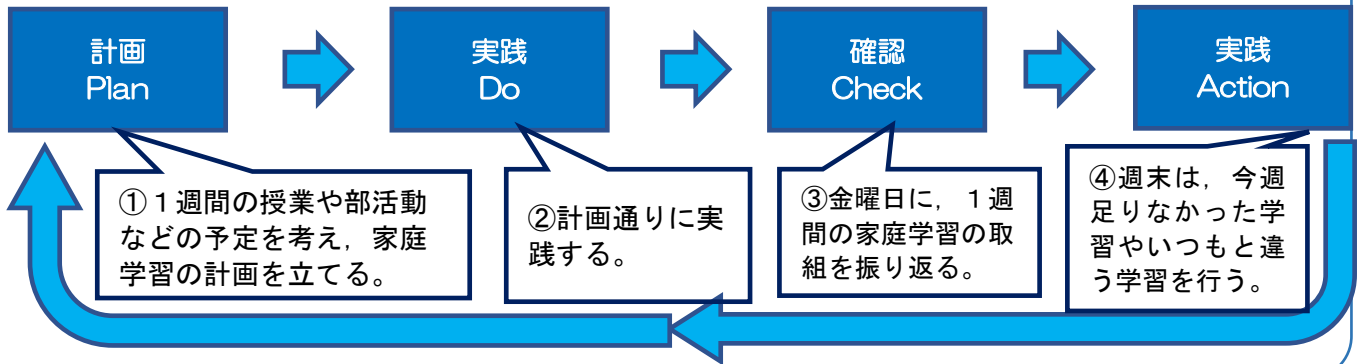 計画
Plan
実践
Do
確認
Check
実践
Action
①１週間の授業や部活動
などの予定を考え，家庭
学習の計画を立てる。
②計画通りに実
践する。
③金曜日に，１週
間の家庭学習の取
組を振り返る。
④週末は，今週
足りなかった学
習やいつもと違
う学習を行う。